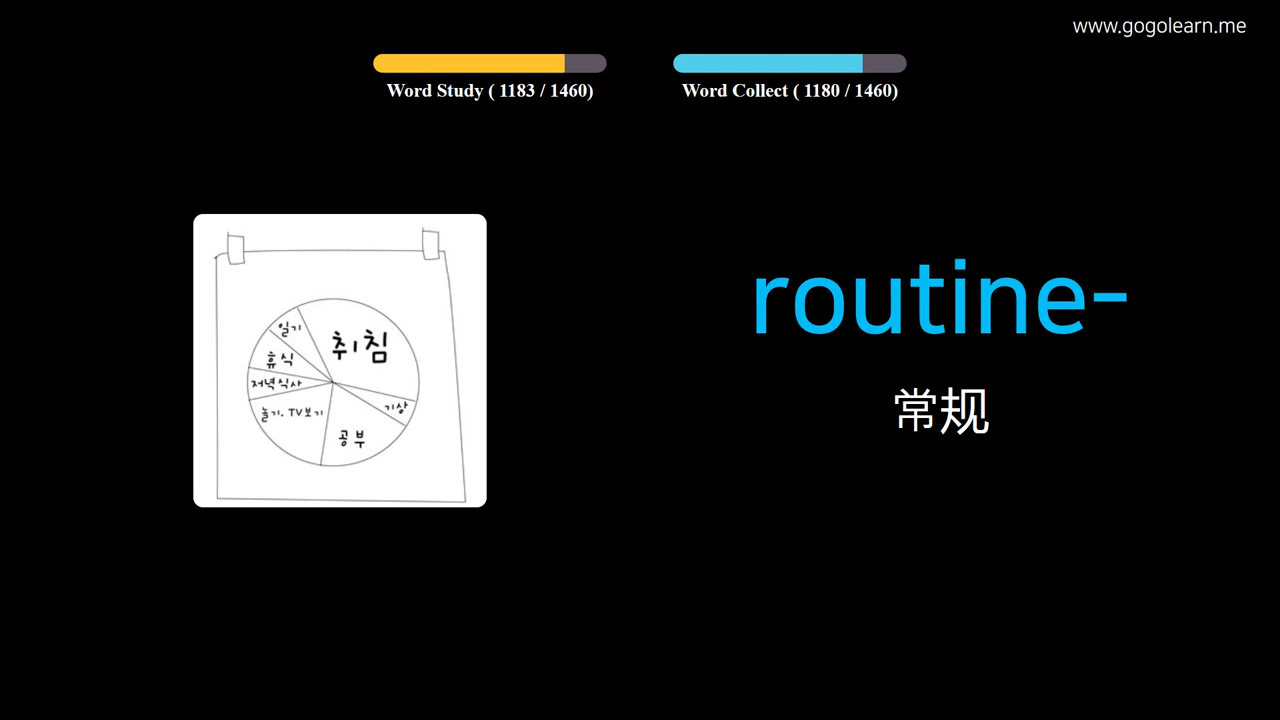 www.gogolearn.me
Word Study ( 1183 / 1460)
Word Collect ( 1180 / 1460)
일기
취침
휴식
저녁식사
놀기. TV보기
기상
공부
routine-
常规